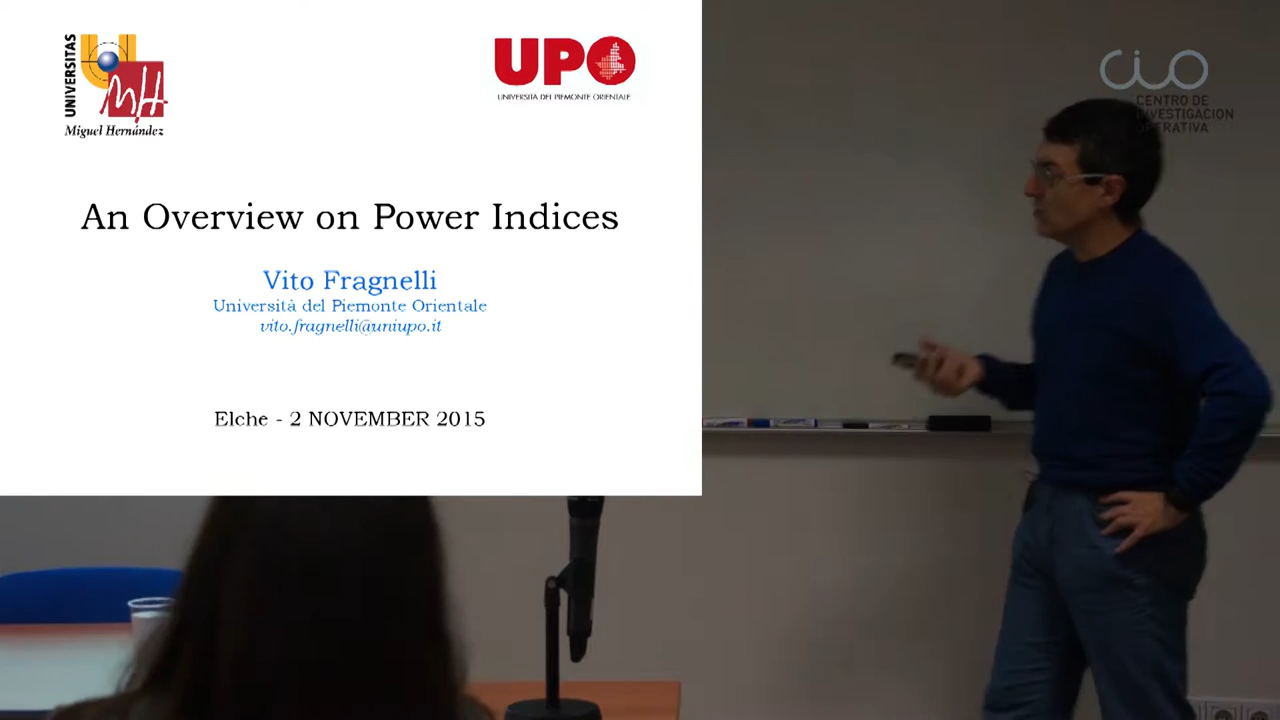 UNIVERSITAS
Miguel Hernández
UPO
UNIVERSITÀ DEL PIEMONTE ORIENTALE
CIO
CENTRO DE
INVESTIGACION
OPERATIVA
An Overview on Power Indices
Vito Fragnelli
Università del Piemonte Orientale
vito.fragnelli@uniupo.it
Elche - 2 NOVEMBER 2015